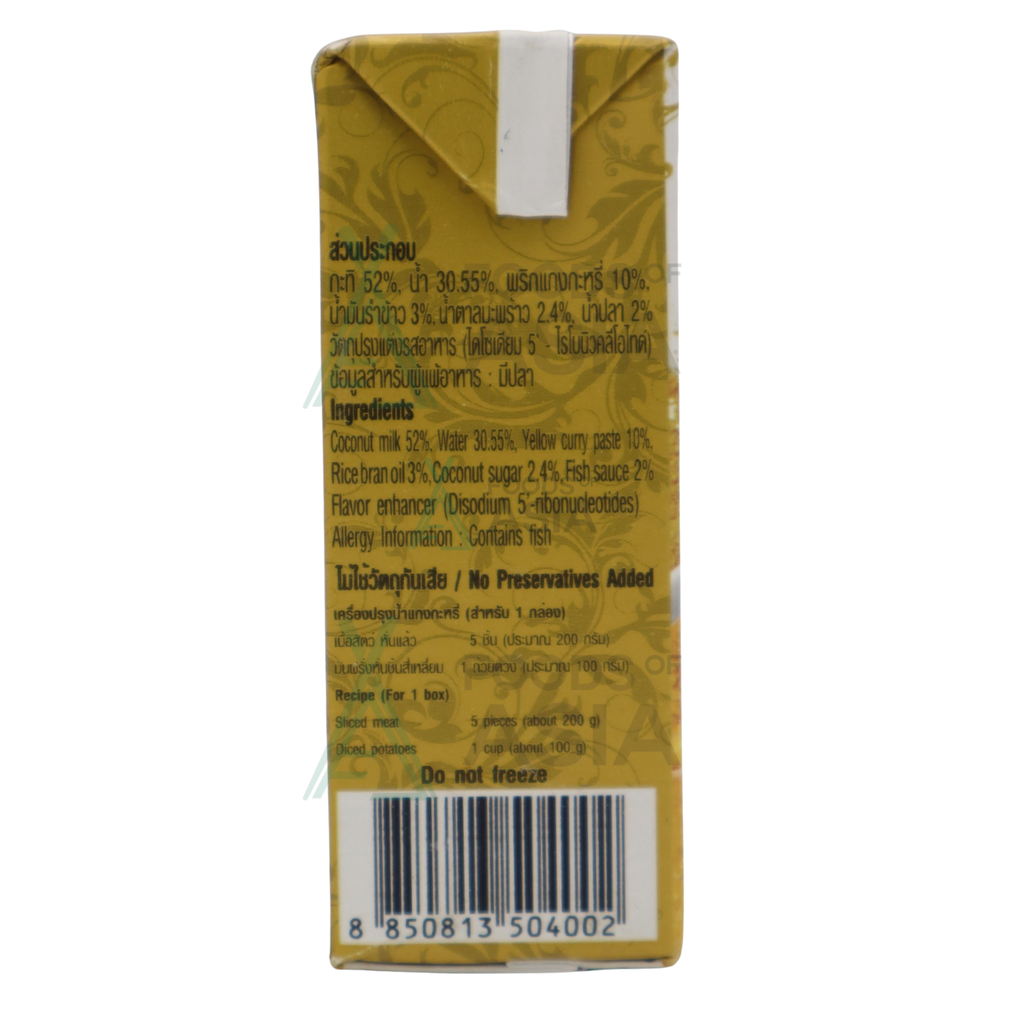 ส่วนประกอบ
กะทิ 52%, น้ำ 30.55%, พริกแกงกะหรี่ 10%,
น้ำมันรำข้าว 3%, น้ำตาลมะพร้าว 2.4%, น้ำปลา 2%
วัตถุปรุงแต่งรสอาหาร (ไดโซเดียม 5' - ไรโบนิวคลีโอไทด์)
ข้อมูลสำหรับผู้แพ้อาหาร : มีปลา
Ingredients
Coconut milk 52%, Water 30.55%, Yellow curry paste 10%,
Rice bran oil 3%, Coconut sugar 2.4%, Fish sauce 2%
Flavor enhancer (Disodium 5'-ribonucleotides)
Allergy Information : Contains fish
ไม่ใช้วัตถุกันเสีย / No Preservatives Added
เครื่องปรุงน้ำแกงกะหรี่ (สำหรับ 1 กล่อง)
เนื้อสัตว์ หั่นแล้ว 5 ชิ้น (ประมาณ 200 กรัม)
มันฝรั่งหั่นชิ้นสี่เหลี่ยม 1 ถ้วยตวง (ประมาณ 100 กรัม)
Recipe (For 1 box)
Sliced meat 5 pieces (about 200 g)
Diced potatoes 1 cup (about 100 g)
Do not freeze
8 850813 504002
FOODS OF
ASIA
FOODS OF
ASIA
FOODS OF
ASIA